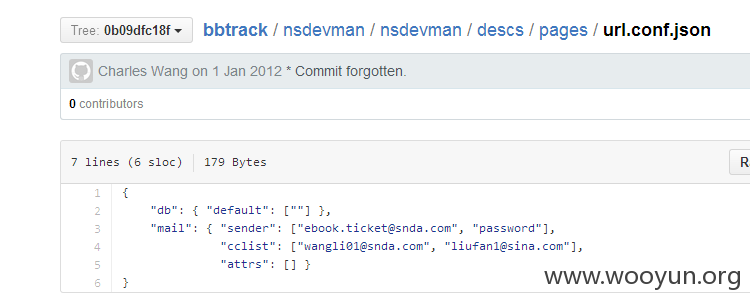 Tree: 0b09dfc18f bbtrack / nsdevman / nsdevman / descs / pages / url.conf.json
Charles Wang on 1 Jan 2012 * Commit forgotten.
0 contributors
7 lines (6 sloc) 179 Bytes R
1 {
2 "db": { "default": [""] },
3 "mail": { "sender": ["ebook.ticket@snda.com", "password"],
4 "cclist": ["wangli01@snda.com", "liufan1@sina.com"],
5 "attrs": [] }
6 }
www.wooyun.org